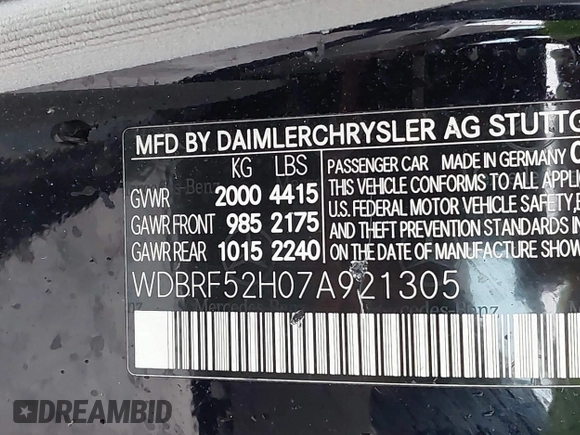 MFD BY DAIMLERCHRYSLER AG STUTTG
KG LBS
GVWR 2000 4415
GAWR FRONT 985 2175
GAWR REAR 1015 2240
PASSENGER CAR MADE IN GERMANY
THIS VEHICLE CONFORMS TO ALL APPL
U.S. FEDERAL MOTOR VEHICLE SAFETY,
AND THEFT PREVENTION STANDARDS
ON THE DATE OF MANUFACTURE SHOW
WDBRF52H07A921305
DREAMBID